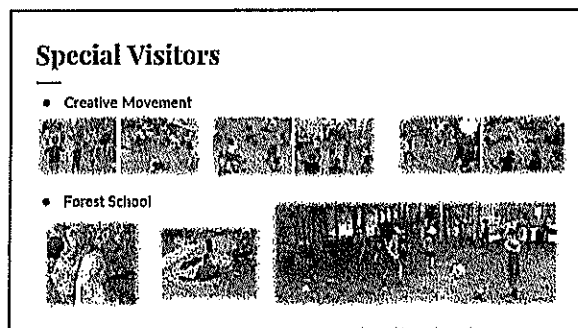 Special Visitors
• Creative Movement
• Forest School